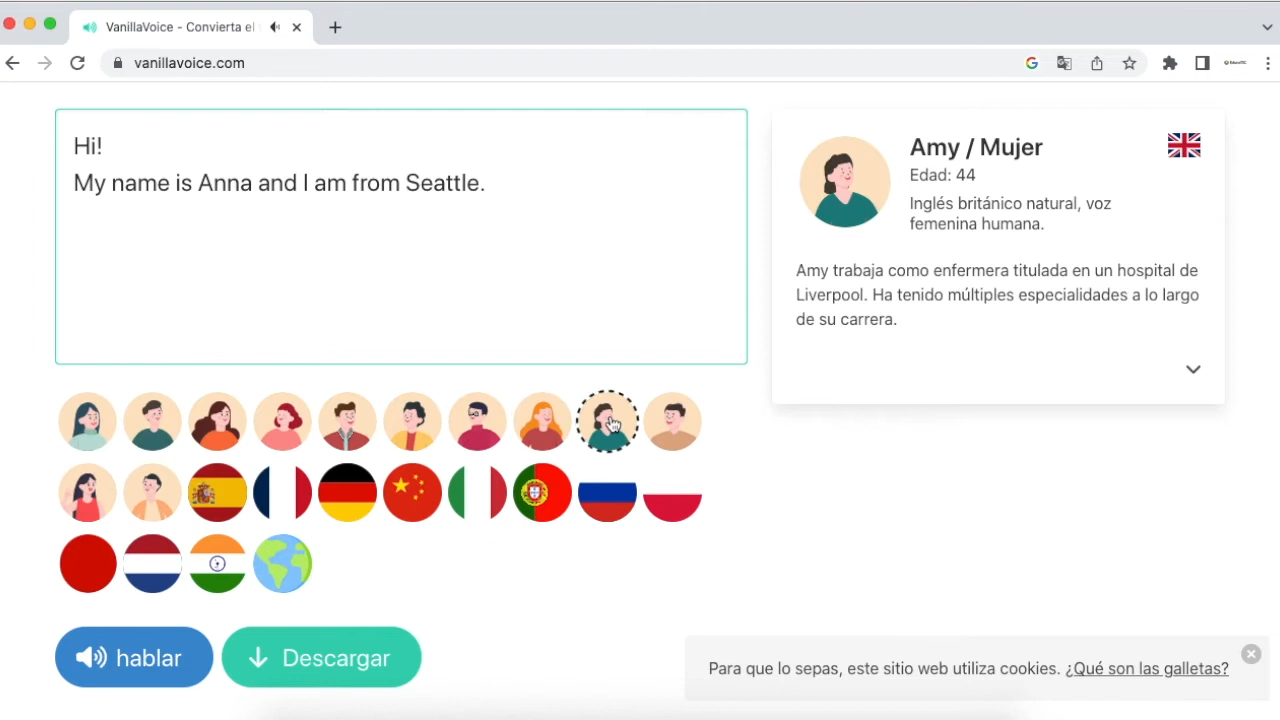 VanillaVoice - Convierta el
vanillavoice.com
Hi!
My name is Anna and I am from Seattle.
Amy / Mujer
Edad: 44
Inglés británico natural, voz
femenina humana.
Amy trabaja como enfermera titulada en un hospital de
Liverpool. Ha tenido múltiples especialidades a lo largo
de su carrera.
hablar
Descargar
Para que lo sepas, este sitio web utiliza cookies. ¿Qué son las galletas?